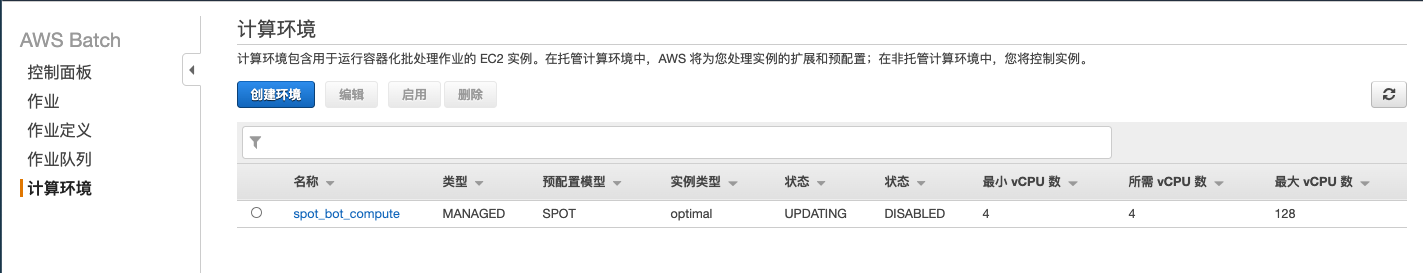 AWS Batch
控制面板
作业
作业定义
作业队列
计算环境
计算环境
计算环境包含用于运行容器化批处理作业的 EC2 实例。在托管计算环境中，AWS 将为您处理实例的扩展和预配置；在非托管计算环境中，您将控制实例。
创建环境 编辑 启用 删除
名称 类型 预配置模型 实例类型 状态 状态 最小 vCPU 数 所需 vCPU 数 最大 vCPU 数
spot_bot_compute MANAGED SPOT optimal UPDATING DISABLED 4 4 128